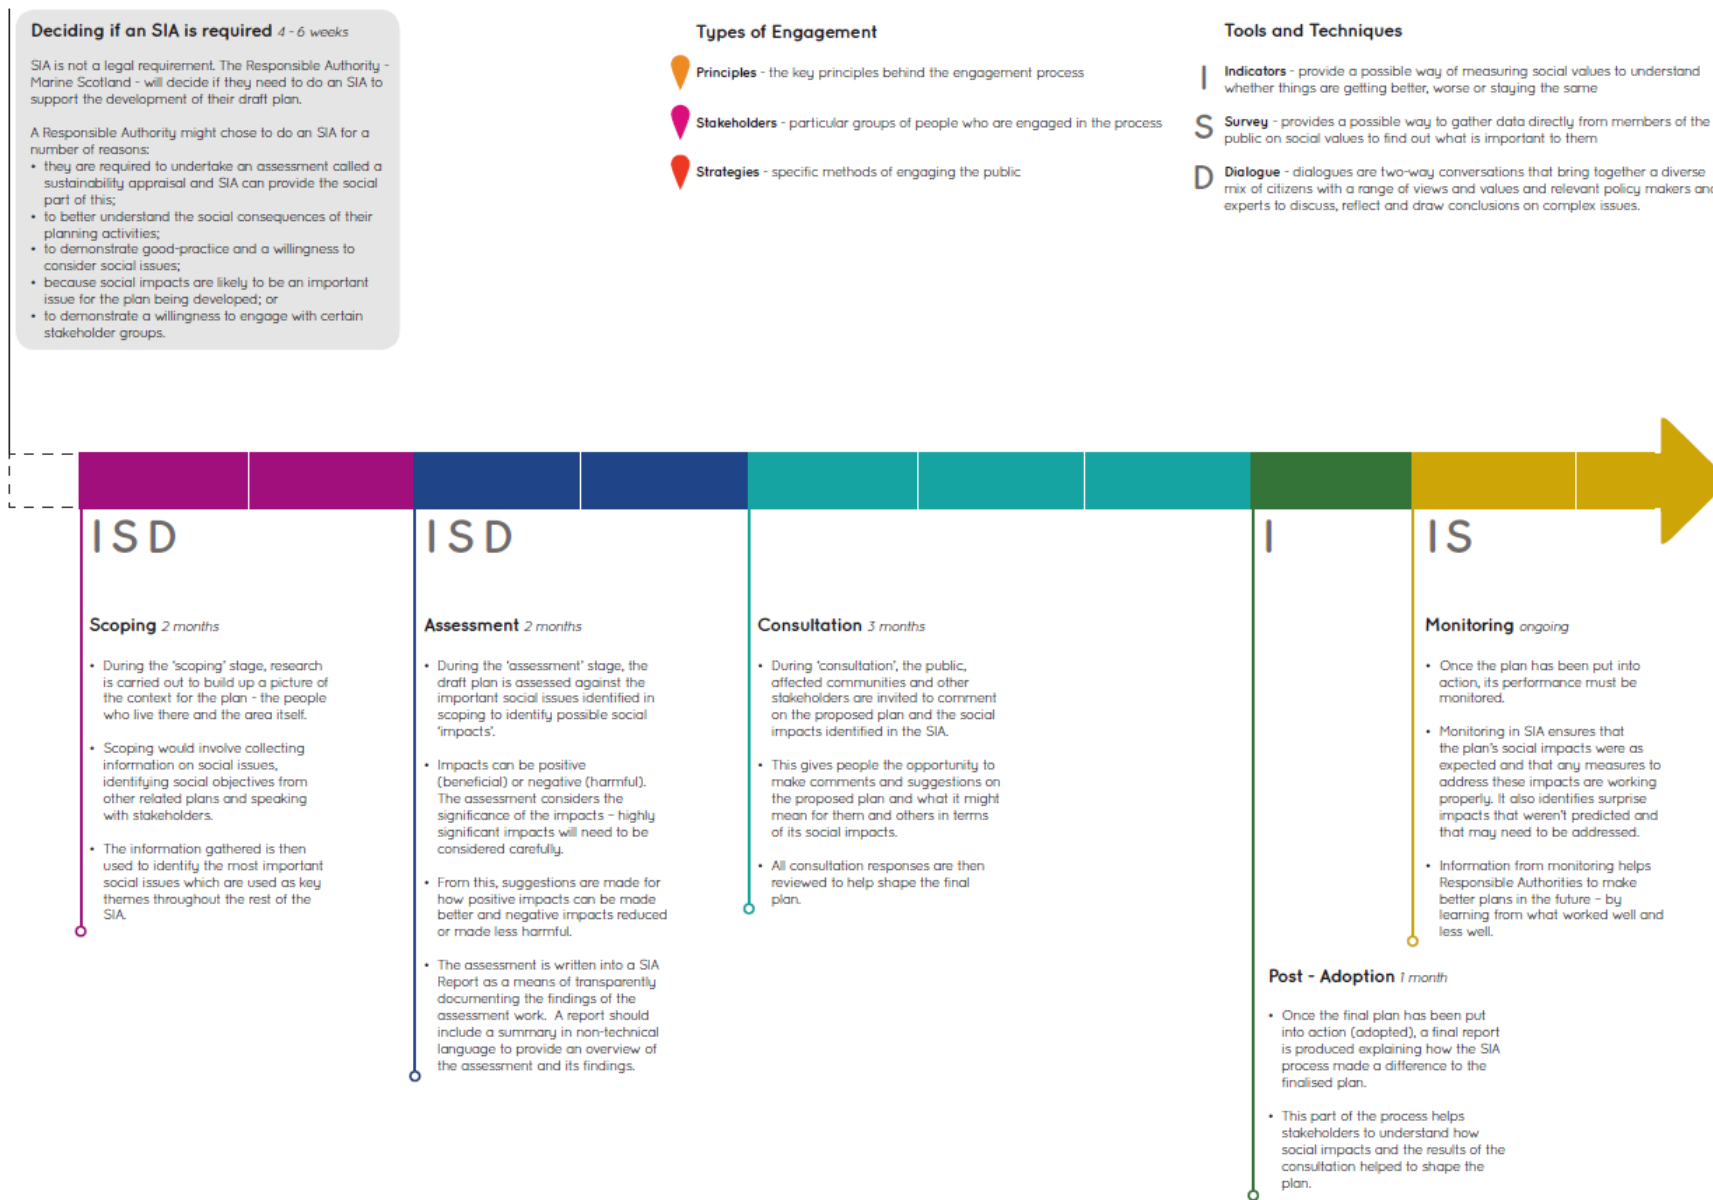 Deciding if an SIA is required 4 - 6 weeks
SIA is not a legal requirement. The Responsible Authority -
Marine Scotland - will decide if they need to do an SIA to
support the development of their draft plan.
A Responsible Authority might chose to do an SIA for a
number of reasons:
• they are required to undertake an assessment called a
sustainability appraisal and SIA can provide the social
part of this;
• to better understand the social consequences of their
planning activities;
• to demonstrate good-practice and a willingness to
consider social issues;
• because social impacts are likely to be an important
issue for the plan being developed; or
• to demonstrate a willingness to engage with certain
stakeholder groups.
Types of Engagement
Principles - the key principles behind the engagement process
Stakeholders - particular groups of people who are engaged in the process
Strategies - specific methods of engaging the public
Tools and Techniques
I Indicators - provide a possible way of measuring social values to understand
whether things are getting better, worse or staying the same
S Survey - provides a possible way to gather data directly from members of the
public on social values to find out what is important to them
D Dialogue - dialogues are two-way conversations that bring together a diverse
mix of citizens with a range of views and values and relevant policy makers and
experts to discuss, reflect and draw conclusions on complex issues.
ISD
Scoping 2 months
• During the 'scoping' stage, research
is carried out to build up a picture of
the context for the plan - the people
who live there and the area itself.
• Scoping would involve collecting
information on social issues,
identifying social objectives from
other related plans and speaking
with stakeholders.
• The information gathered is then
used to identify the most important
social issues which are used as key
themes throughout the rest of the
SIA.
ISD
Assessment 2 months
• During the 'assessment' stage, the
draft plan is assessed against the
important social issues identified in
scoping to identify possible social
'impacts'.
• Impacts can be positive
(beneficial) or negative (harmful).
The assessment considers the
significance of the impacts – highly
significant impacts will need to be
considered carefully.
• From this, suggestions are made for
how positive impacts can be made
better and negative impacts reduced
or made less harmful.
• The assessment is written into a SIA
Report as a means of transparently
documenting the findings of the
assessment work. A report should
include a summary in non-technical
language to provide an overview of
the assessment and its findings.
Consultation 3 months
• During 'consultation', the public,
affected communities and other
stakeholders are invited to comment
on the proposed plan and the social
impacts identified in the SIA.
• This gives people the opportunity to
make comments and suggestions on
the proposed plan and what it might
mean for them and others in terms
of its social impacts.
• All consultation responses are then
reviewed to help shape the final
plan.
I
Post - Adoption 1 month
• Once the final plan has been put
into action (adopted), a final report
is produced explaining how the SIA
process made a difference to the
finalised plan.
• This part of the process helps
stakeholders to understand how
social impacts and the results of the
consultation helped to shape the
plan.
IS
Monitoring ongoing
• Once the plan has been put into
action, its performance must be
monitored.
• Monitoring in SIA ensures that
the plan's social impacts were as
expected and that any measures to
address these impacts are working
properly. It also identifies surprise
impacts that weren't predicted and
that may need to be addressed.
• Information from monitoring helps
Responsible Authorities to make
better plans in the future – by
learning from what worked well and
less well.